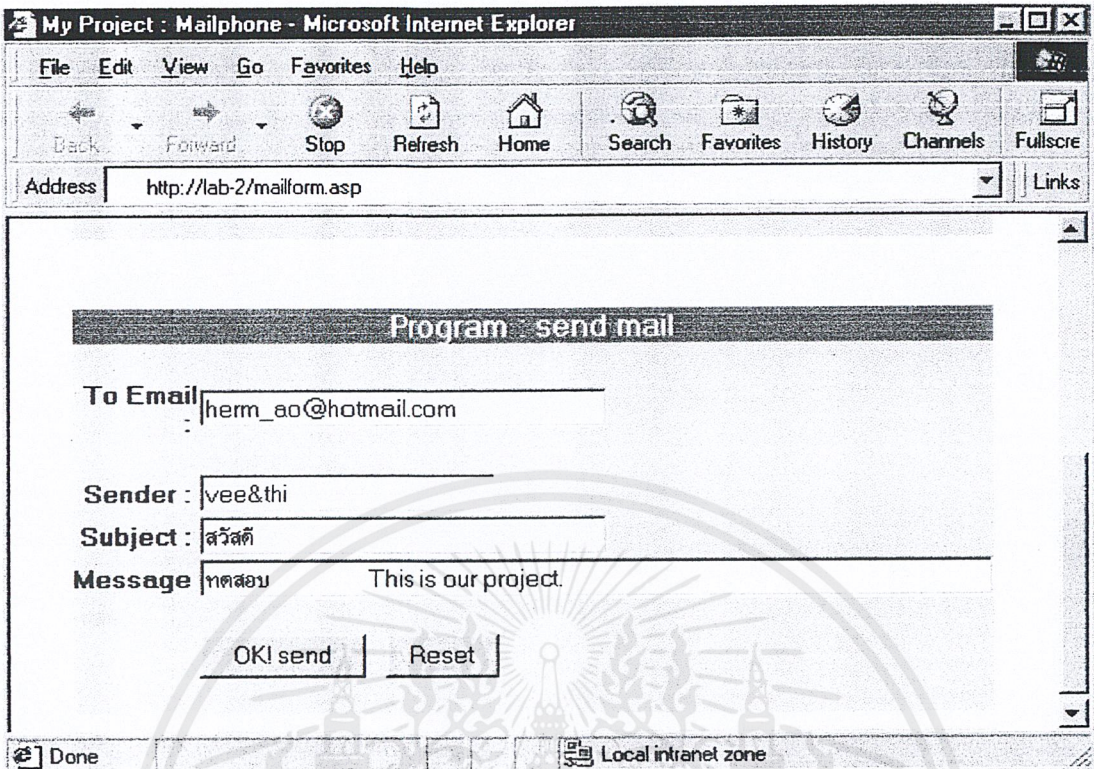 My Project : Mailphone - Microsoft Internet Explorer
File Edit View Go Favorites Help
Back Forward Stop Refresh Home Search Favorites History Channels Fullscre
Address http://lab-2/mailform.asp Links
Program : send mail
To Email : herm_ao@hotmail.com
Sender : vee&thi
Subject : สวัสดี
Message ทดสอบ This is our project.
OK! send Reset
Done Local intranet zone